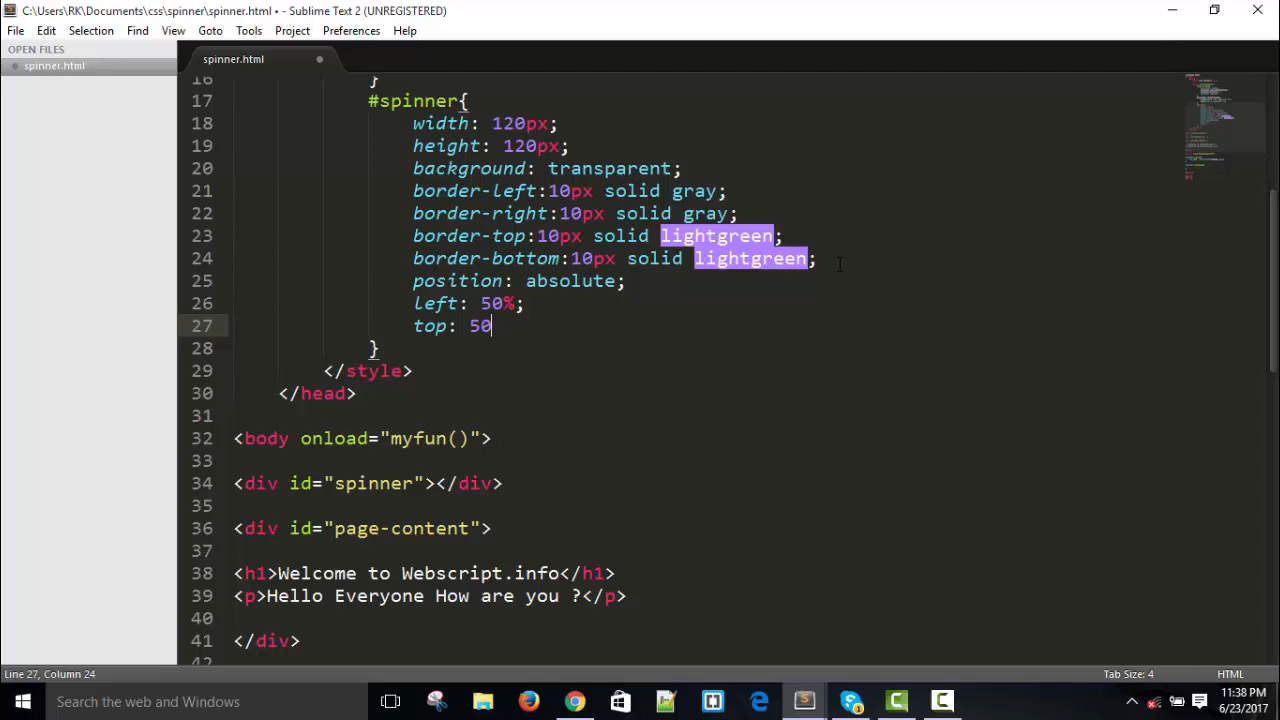 C:\Users\RK\Documents\css\spinner\spinner.html • - Sublime Text 2 (UNREGISTERED)
File Edit Selection Find View Goto Tools Project Preferences Help
OPEN FILES
spinner.html
spinner.html
16 }
17 #spinner{
18 width: 120px;
19 height: 120px;
20 background: transparent;
21 border-left:10px solid gray;
22 border-right:10px solid gray;
23 border-top:10px solid lightgreen;
24 border-bottom:10px solid lightgreen;
25 position: absolute;
26 left: 50%;
27 top: 50
28 }
29 </style>
30 </head>
31
32 <body onload="myfun()">
33
34 <div id="spinner"></div>
35
36 <div id="page-content">
37
38 <h1>Welcome to Webscript.info</h1>
39 <p>Hello Everyone How are you ?</p>
40
41 </div>
42
Line 27, Column 24
Tab Size: 4
HTML
Search the web and Windows
11:38 PM
6/23/2017